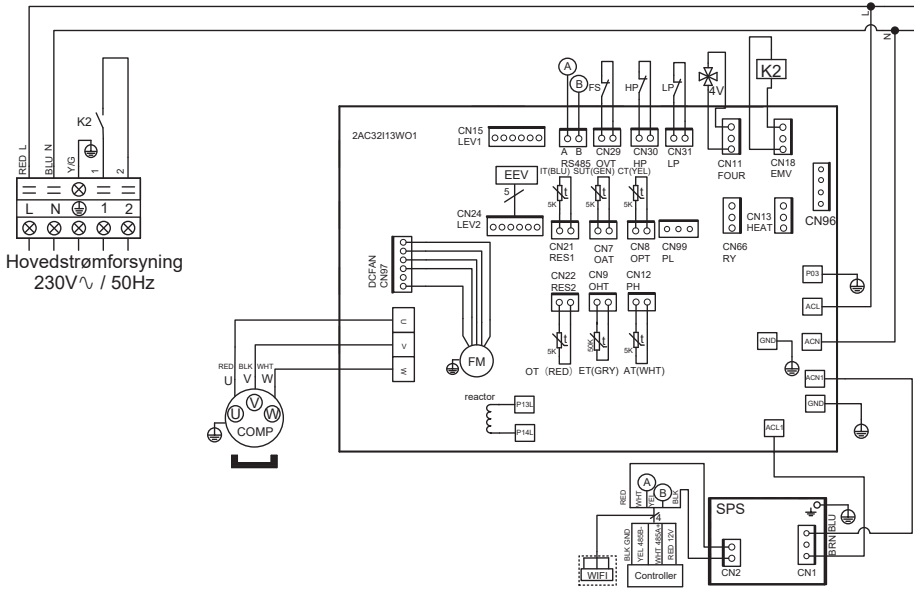 L
N
RED L
BLU N
Y/G
K2
1
2
L N 1 2
Hovedstrømforsyning
230V∿ / 50Hz
2AC32I13WO1
CN15
LEV1
A
B
FS
HP
LP
4V
K2
A B
RS485
CN29
OVT
CN30
HP
CN31
LP
CN11
FOUR
CN18
EMV
IT(BLU) SUT(GEN) CT(YEL)
EEV
5
CN24
LEV2
5K
t
5K
t
5K
t
CN21
RES1
CN7
OAT
CN8
OPT
CN99
PL
CN66
RY
CN13
HEAT
CN96
DCFAN
CN97
CN22
RES2
CN9
OHT
CN12
PH
5K
t
50K
t
5K
t
OT (RED) ET(GRY) AT(WHT)
FM
U
V
W
RED BLK WHT
U V W
U
V
W
COMP
reactor
P13L
P14L
P03
ACL
GND
ACN
ACN1
GND
ACL1
RED
WHT
YEL
BLK
A
B
4
BLK GND
YEL 485B-
WHT 485A+
RED 12V
WIFI
Controller
SPS
CN2
CN1
BLU
BRN